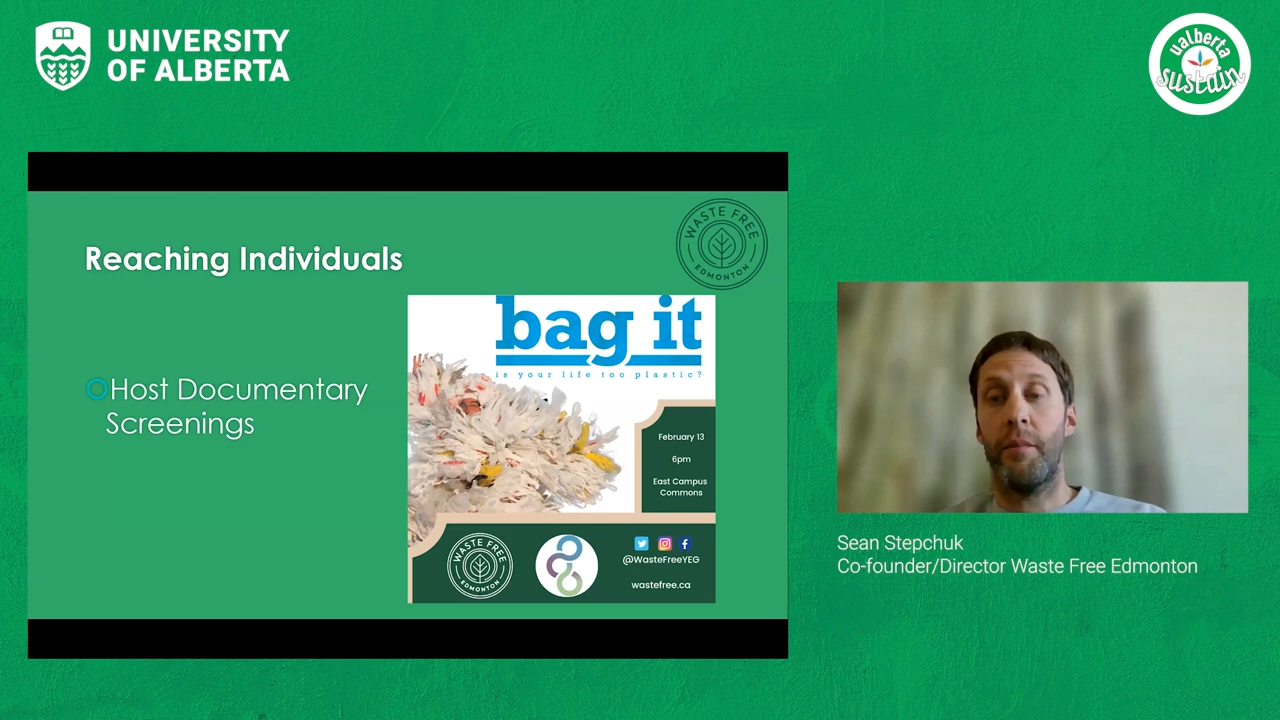 UNIVERSITY
OF ALBERTA
ualberta
sustain
Reaching Individuals
WASTE FREE
EDMONTON
Host Documentary
Screenings
bag it
is your life too plastic?
February 13
6pm
East Campus
Commons
WASTE FREE
EDMONTON
@WasteFreeYEG
wastefree.ca
Sean Stepchuk
Co-founder/Director Waste Free Edmonton